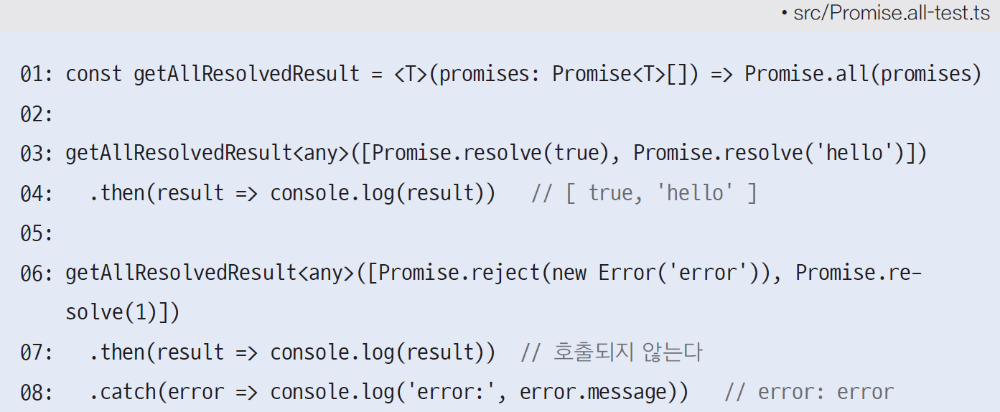 • src/Promise.all-test.ts
01: const getAllResolvedResult = <T>(promises: Promise<T>[]) => Promise.all(promises)
02:
03: getAllResolvedResult<any>([Promise.resolve(true), Promise.resolve('hello')])
04:   .then(result => console.log(result))   // [ true, 'hello' ]
05:
06: getAllResolvedResult<any>([Promise.reject(new Error('error')), Promise.re-
solve(1)])
07:   .then(result => console.log(result))  // 호출되지 않는다
08:   .catch(error => console.log('error:', error.message))   // error: error